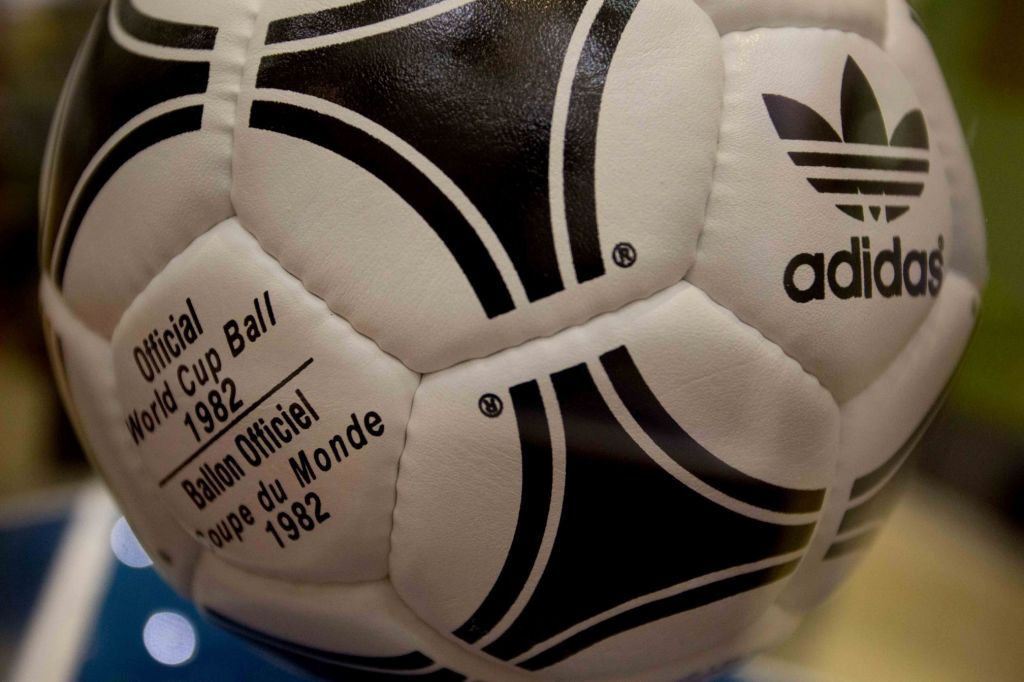 Official
World Cup Ball
1982
Ballon Officiel
Coupe du Monde
1982
®
®
adidas®